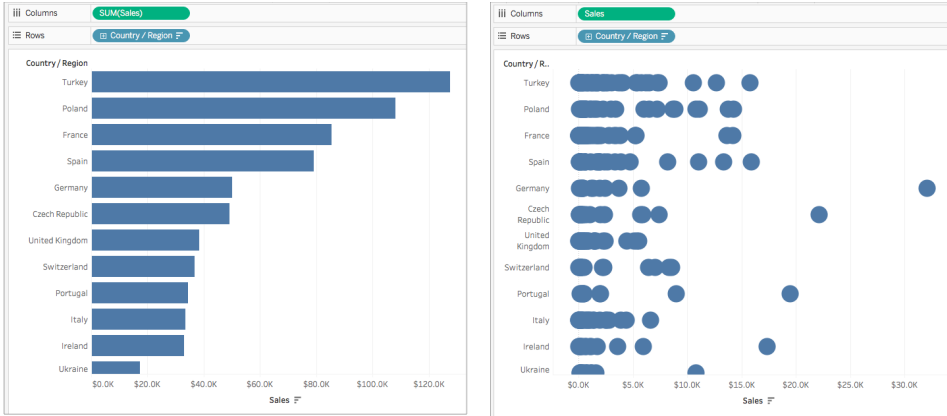 Columns
SUM(Sales)
Rows
Country / Region
Country / Region
Turkey
Poland
France
Spain
Germany
Czech Republic
United Kingdom
Switzerland
Portugal
Italy
Ireland
Ukraine
$0.0K $20.0K $40.0K $60.0K $80.0K $100.0K $120.0K
Sales
Columns
Sales
Rows
Country / Region
Country / R..
Turkey
Poland
France
Spain
Germany
Czech
Republic
United
Kingdom
Switzerland
Portugal
Italy
Ireland
Ukraine
$0.0K $5.0K $10.0K $15.0K $20.0K $25.0K $30.0K
Sales